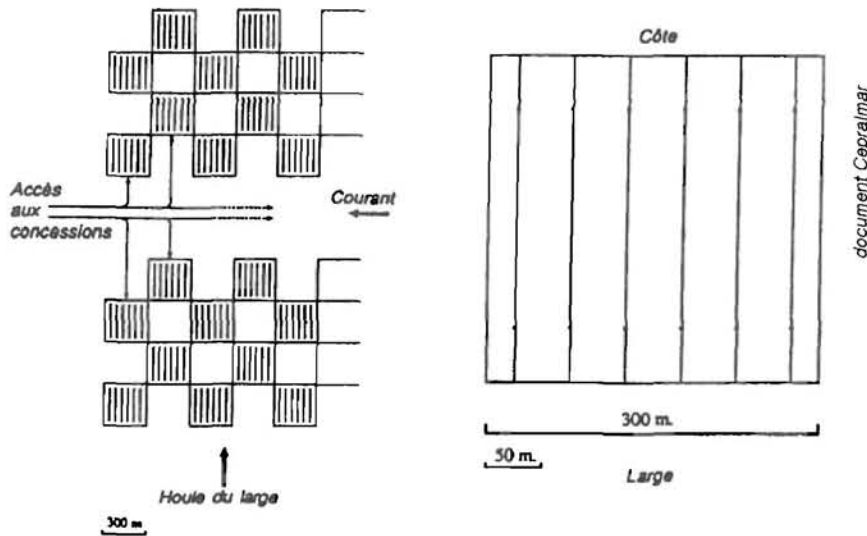 Accès
aux
concessions
Courant
Houle du large
300 m
Côte
300 m.
50 m.
Large
document Cepralmar